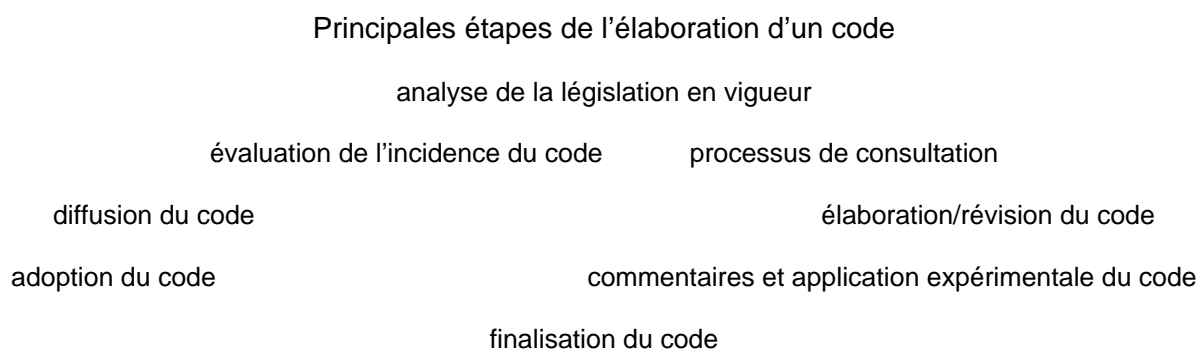 Principales étapes de l’élaboration d’un code
analyse de la législation en vigueur
évaluation de l’incidence du code processus de consultation
diffusion du code élaboration/révision du code
adoption du code commentaires et application expérimentale du code
finalisation du code